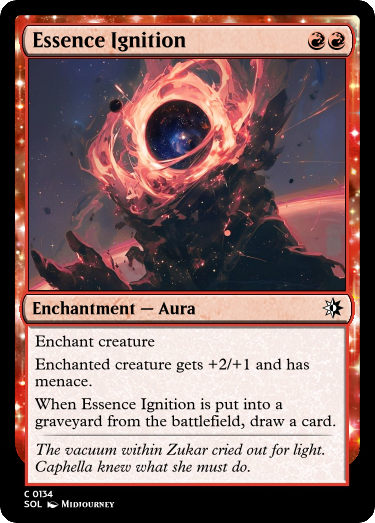 Essence Ignition
Enchantment — Aura
Enchant creature
Enchanted creature gets +2/+1 and has
menace.
When Essence Ignition is put into a
graveyard from the battlefield, draw a card.
The vacuum within Zukar cried out for light.
Caphella knew what she must do.
C 0134
SOL Midjourney